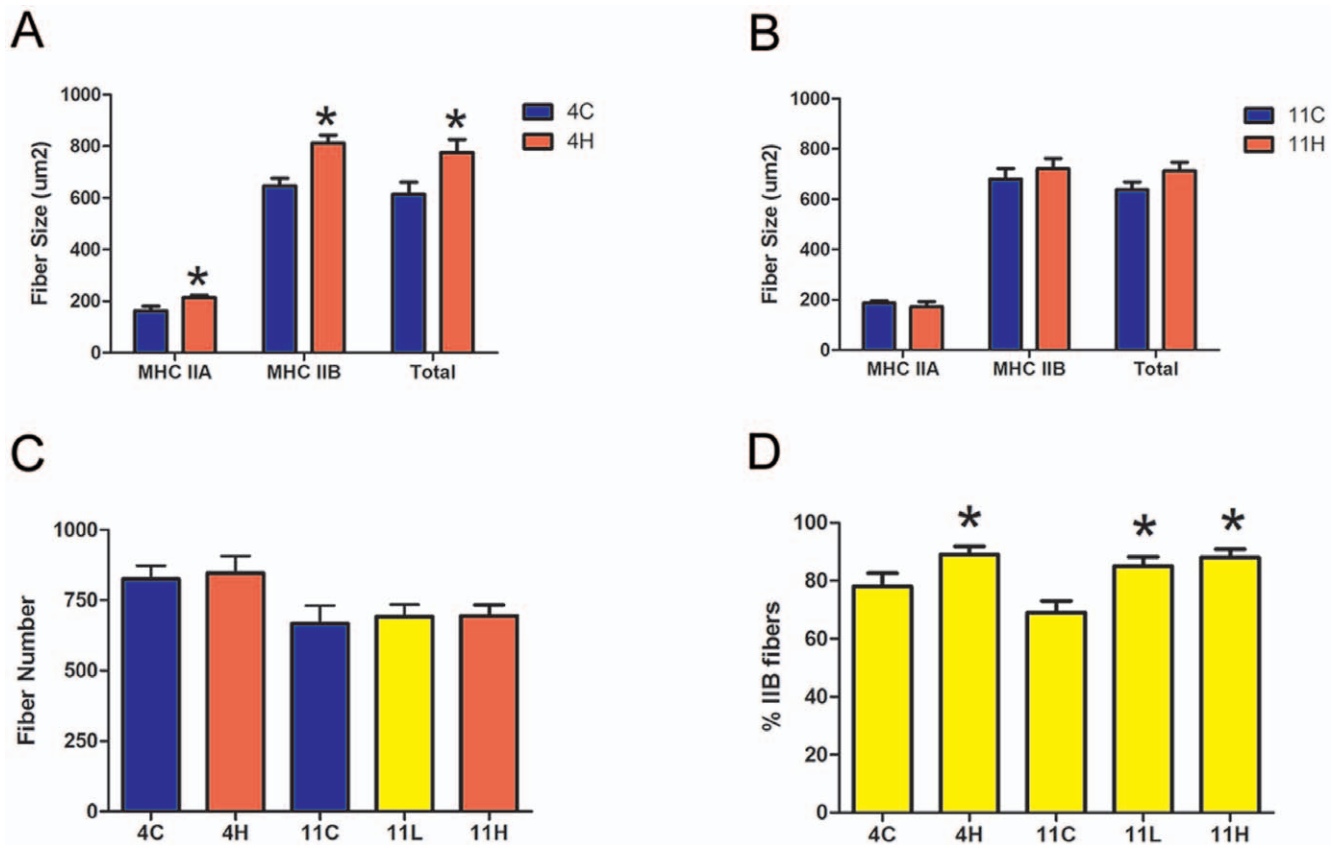 A
1000
800
600
400
200
0
Fiber Size (um2)
* * *
4C
4H
MHC IIA MHC IIB Total
B
1000
800
600
400
200
0
Fiber Size (um2)
11C
11H
MHC IIA MHC IIB Total
C
1000
750
500
250
0
Fiber Number
4C 4H 11C 11L 11H
D
100
80
60
40
20
0
% IIB fibers
* * *
4C 4H 11C 11L 11H